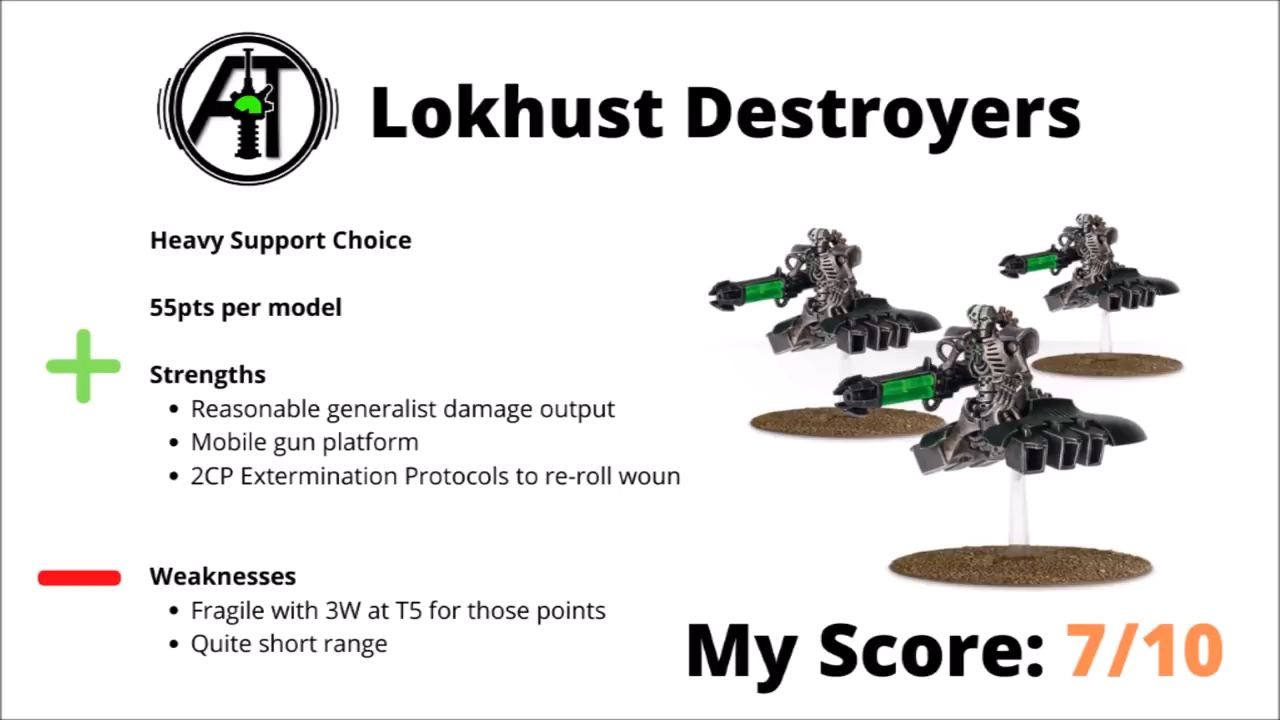 AT
Lokhust Destroyers
Heavy Support Choice
55pts per model
Strengths
• Reasonable generalist damage output
• Mobile gun platform
• 2CP Extermination Protocols to re-roll woun
Weaknesses
• Fragile with 3W at T5 for those points
• Quite short range
My Score: 7/10